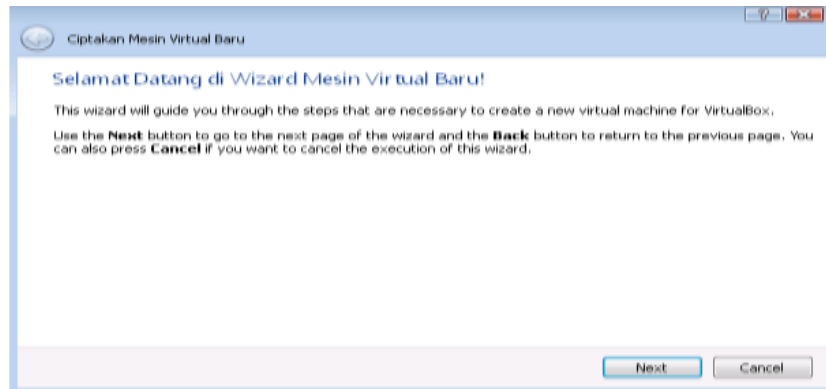 Ciptakan Mesin Virtual Baru
Selamat Datang di Wizard Mesin Virtual Baru!
This wizard will guide you through the steps that are necessary to create a new virtual machine for VirtualBox.
Use the Next button to go to the next page of the wizard and the Back button to return to the previous page. You
can also press Cancel if you want to cancel the execution of this wizard.
Next Cancel